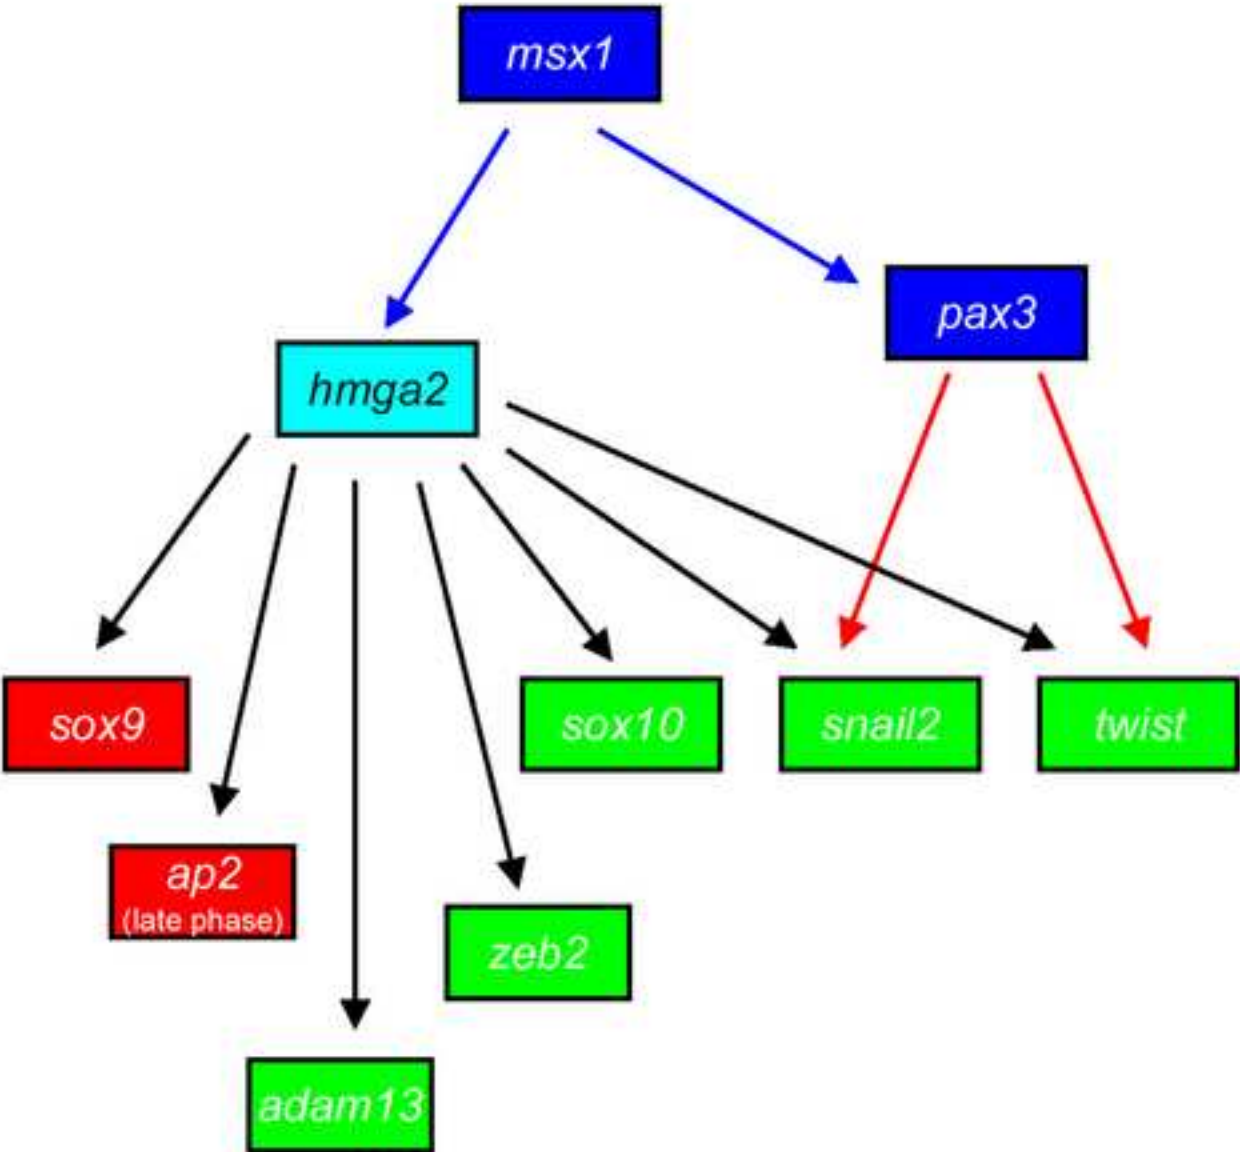 msx1
pax3
hmga2
sox9
sox10
snail2
twist
ap2
(late phase)
zeb2
adam13